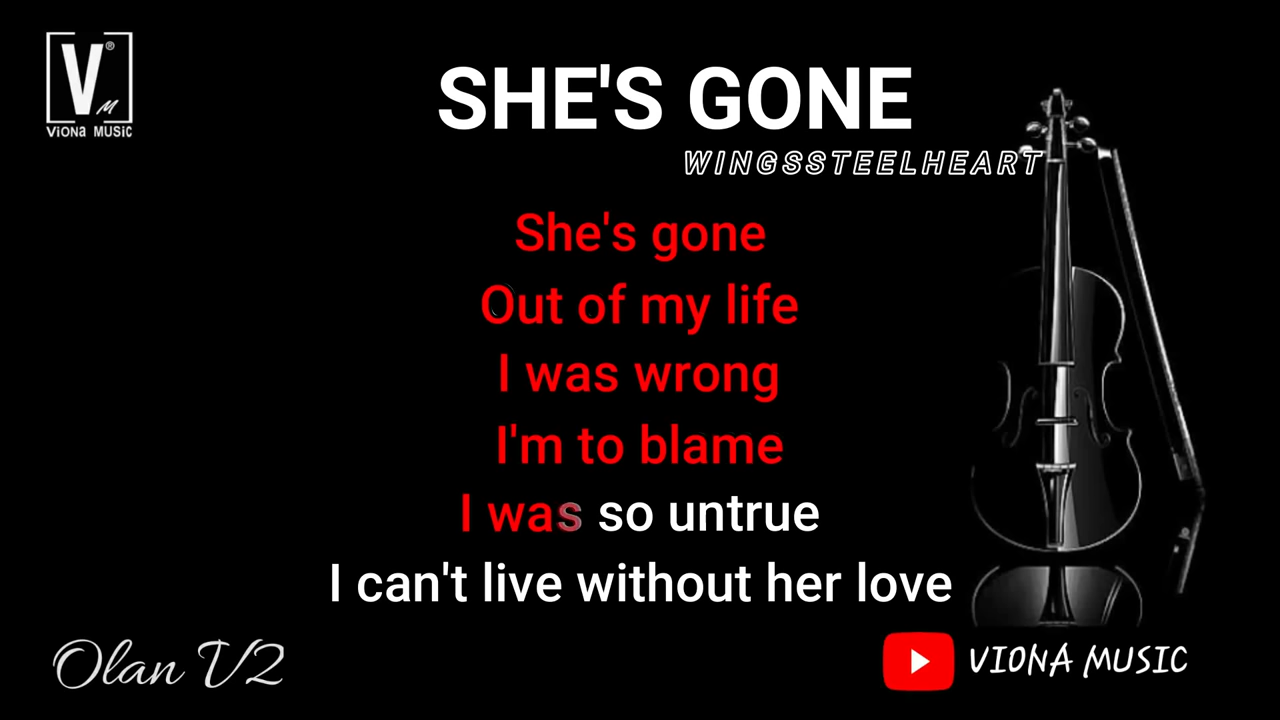 V®
M
ViONa MUSiC
SHE'S GONE
WINGSSTEELHEART
She's gone
Out of my life
I was wrong
I'm to blame
I was so untrue
I can't live without her love
Olan V2
VIONA MUSIC